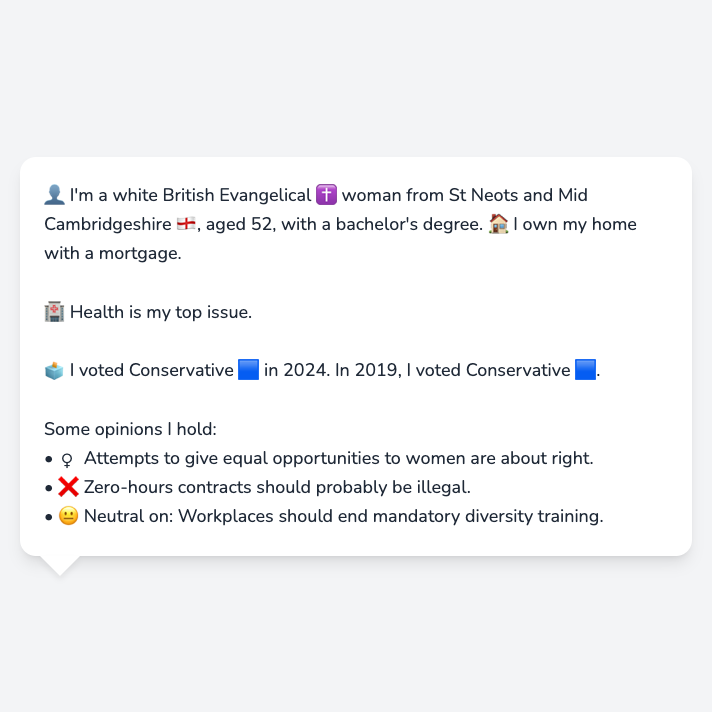 👤 I'm a white British Evangelical ✝️ woman from St Neots and Mid
Cambridgeshire 🏴󠁧󠁢󠁥󠁮󠁧󠁿, aged 52, with a bachelor's degree. 🏠 I own my home
with a mortgage.
🏥 Health is my top issue.
🗳️ I voted Conservative 🟦 in 2024. In 2019, I voted Conservative 🟦.
Some opinions I hold:
• ♀ Attempts to give equal opportunities to women are about right.
• ❌ Zero-hours contracts should probably be illegal.
• 😐 Neutral on: Workplaces should end mandatory diversity training.